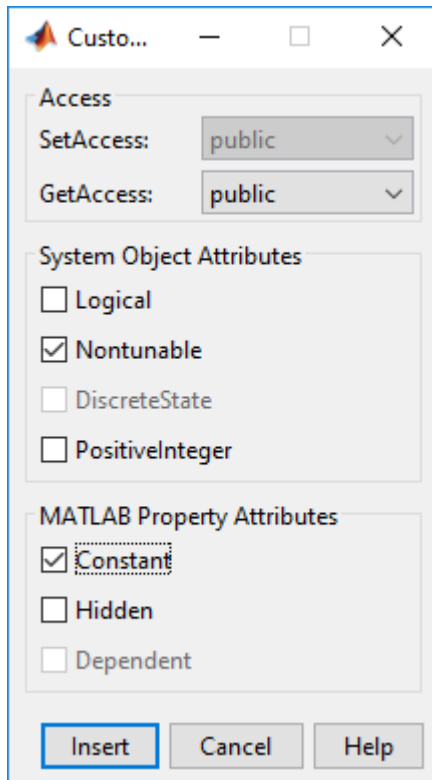 Custo...
Access
SetAccess: public
GetAccess: public
System Object Attributes
Logical
Nontunable
DiscreteState
PositiveInteger
MATLAB Property Attributes
Constant
Hidden
Dependent
Insert Cancel Help